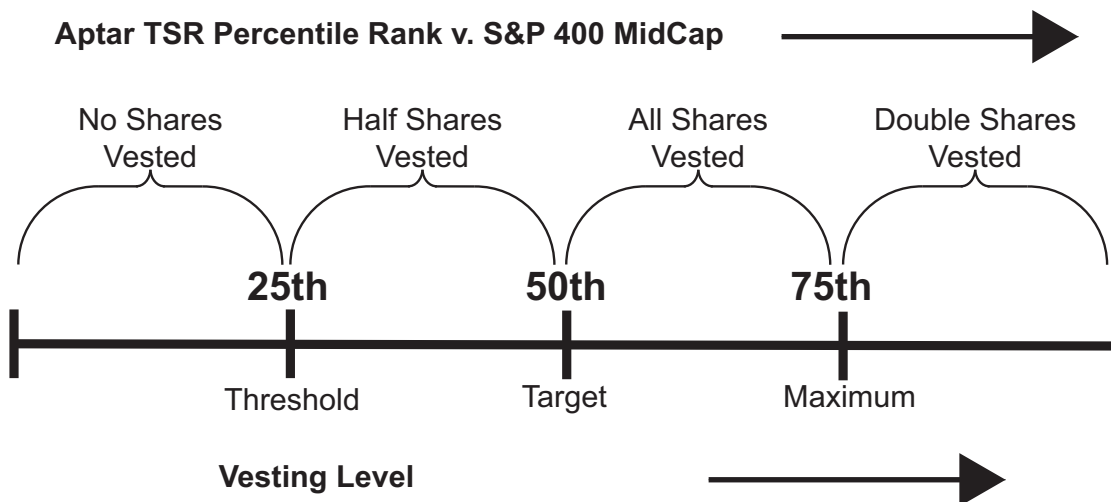 Aptar TSR Percentile Rank v. S&P 400 MidCap
No Shares
Vested
Half Shares
Vested
All Shares
Vested
Double Shares
Vested
25th
50th
75th
Threshold
Target
Maximum
Vesting Level